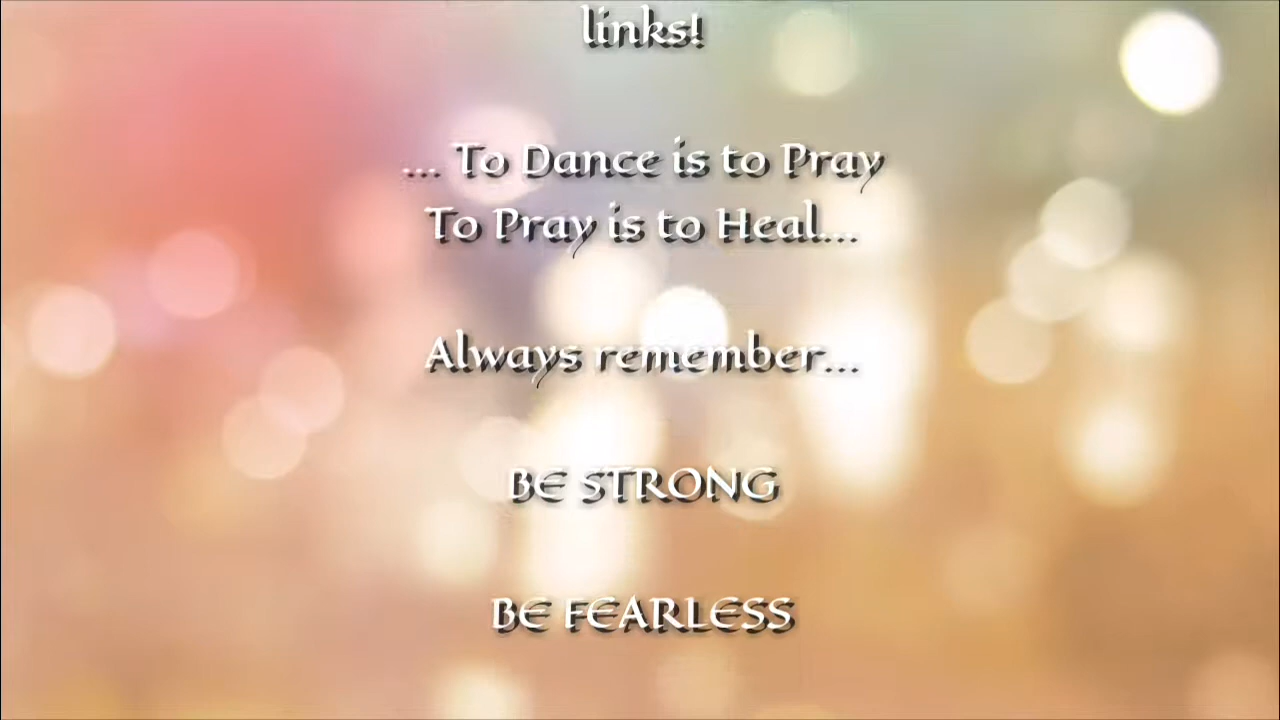 links!
... To Dance is to Pray
To Pray is to Heal...
Always remember...
BE STRONG
BE FEARLESS